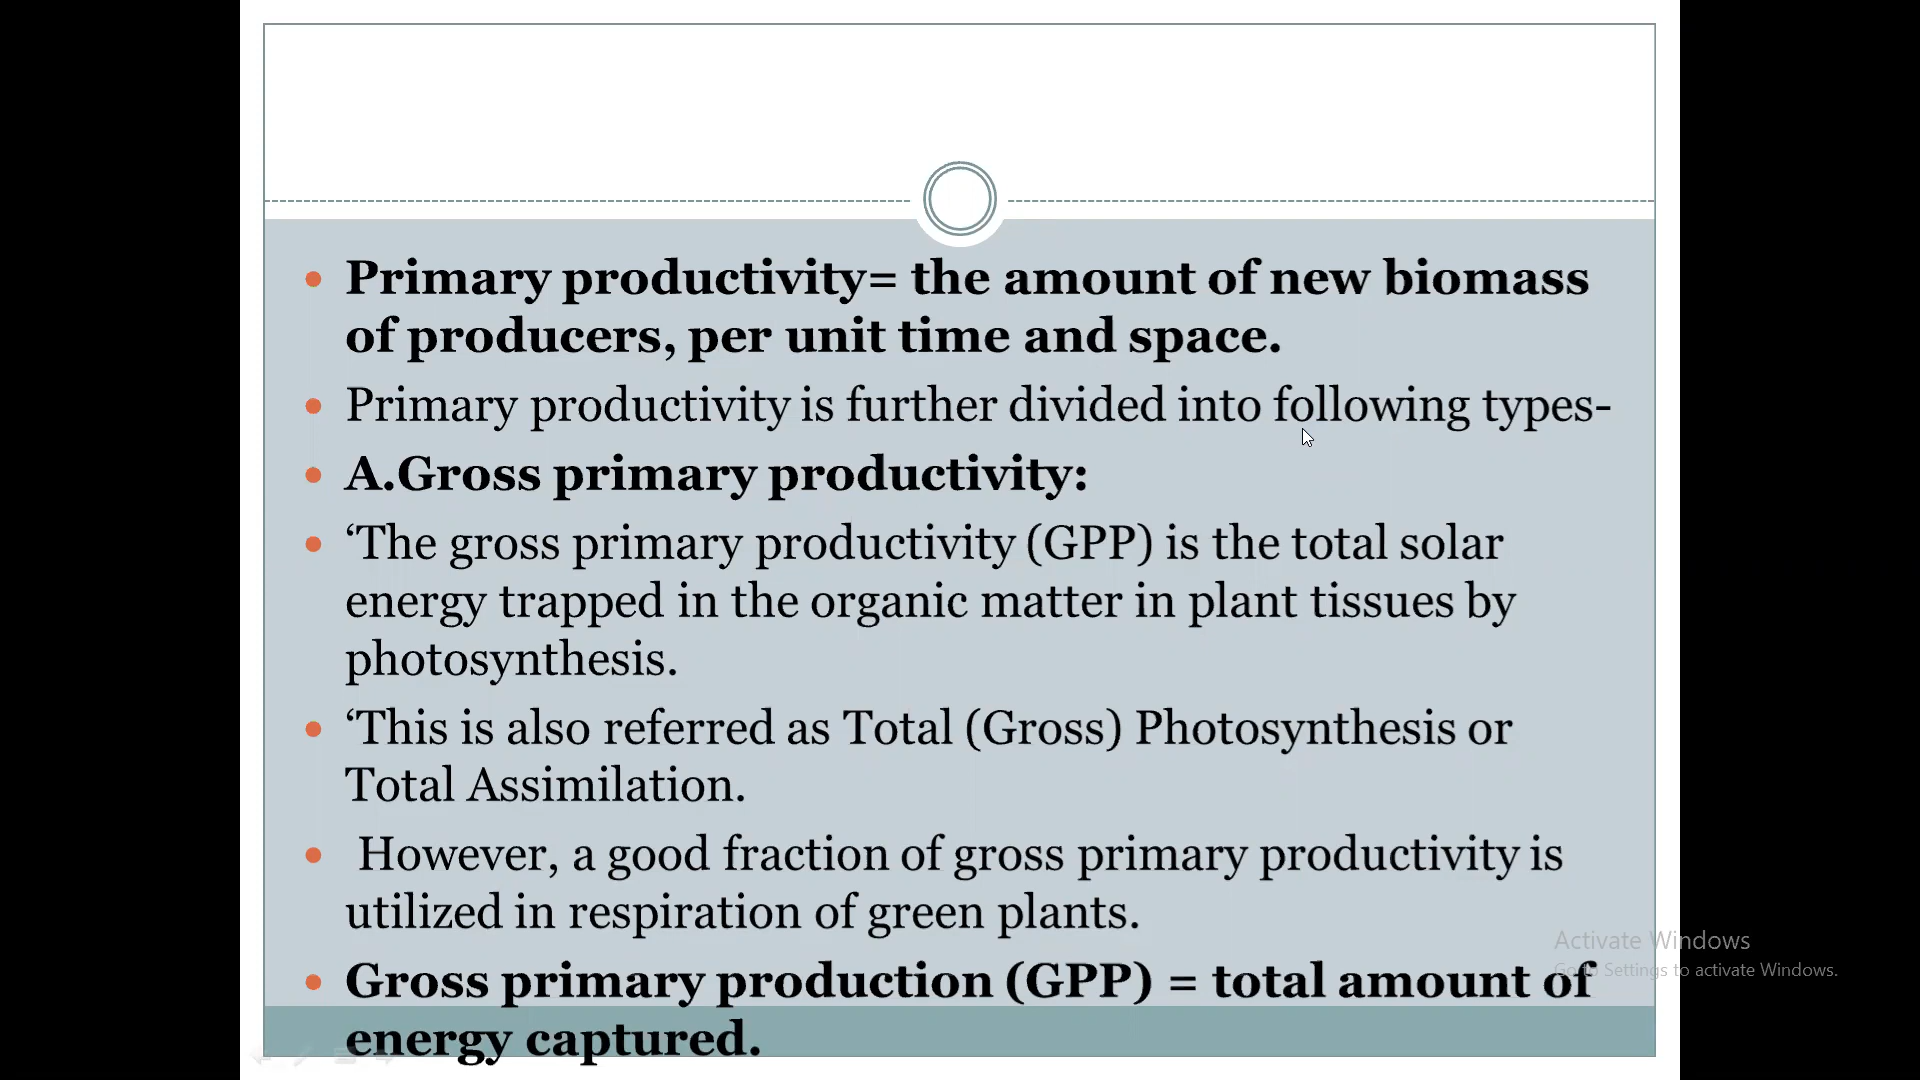 Primary productivity= the amount of new biomass
of producers, per unit time and space.
Primary productivity is further divided into following types-
A.Gross primary productivity:
‘The gross primary productivity (GPP) is the total solar
energy trapped in the organic matter in plant tissues by
photosynthesis.
‘This is also referred as Total (Gross) Photosynthesis or
Total Assimilation.
However, a good fraction of gross primary productivity is
utilized in respiration of green plants.
Gross primary production (GPP) = total amount of
energy captured.
Activate Windows
Go to Settings to activate Windows.